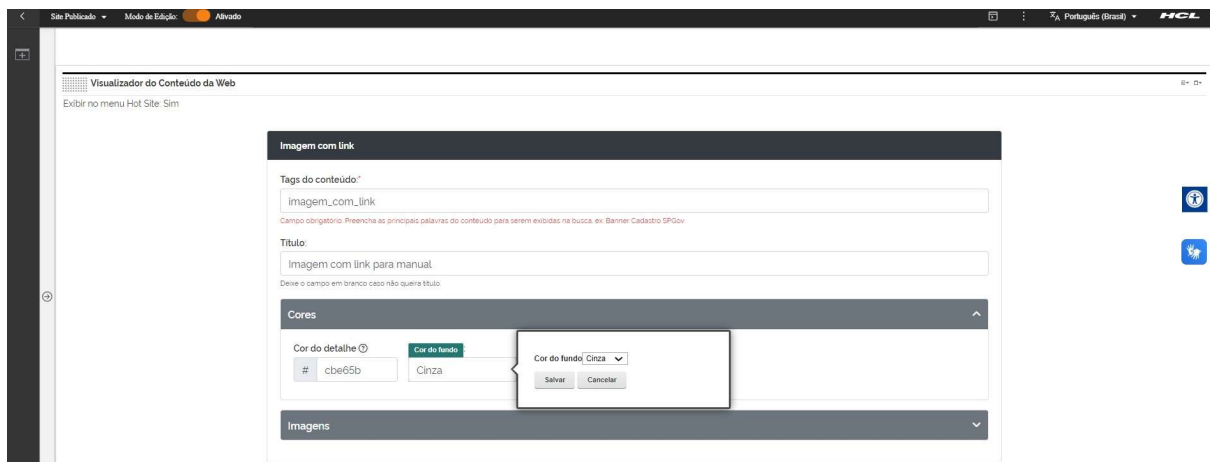 Site Publicado Modo de Edição: Ativado Português (Brasil) HCL
Visualizador do Conteúdo da Web
Exibir no menu Hot Site: Sim
Imagem com link
Tags do conteúdo:*
imagem_com_link
Campo obrigatório. Preencha as principais palavras do conteúdo para serem exibidas na busca. ex: Banner Cadastro SPGov
Título:
Imagem com link para manual
Deixe o campo em branco caso não queira título.
Cores
Cor do detalhe Cor do fundo :
# cbe65b Cinza
Cor do fundo Cinza
Salvar Cancelar
Imagens